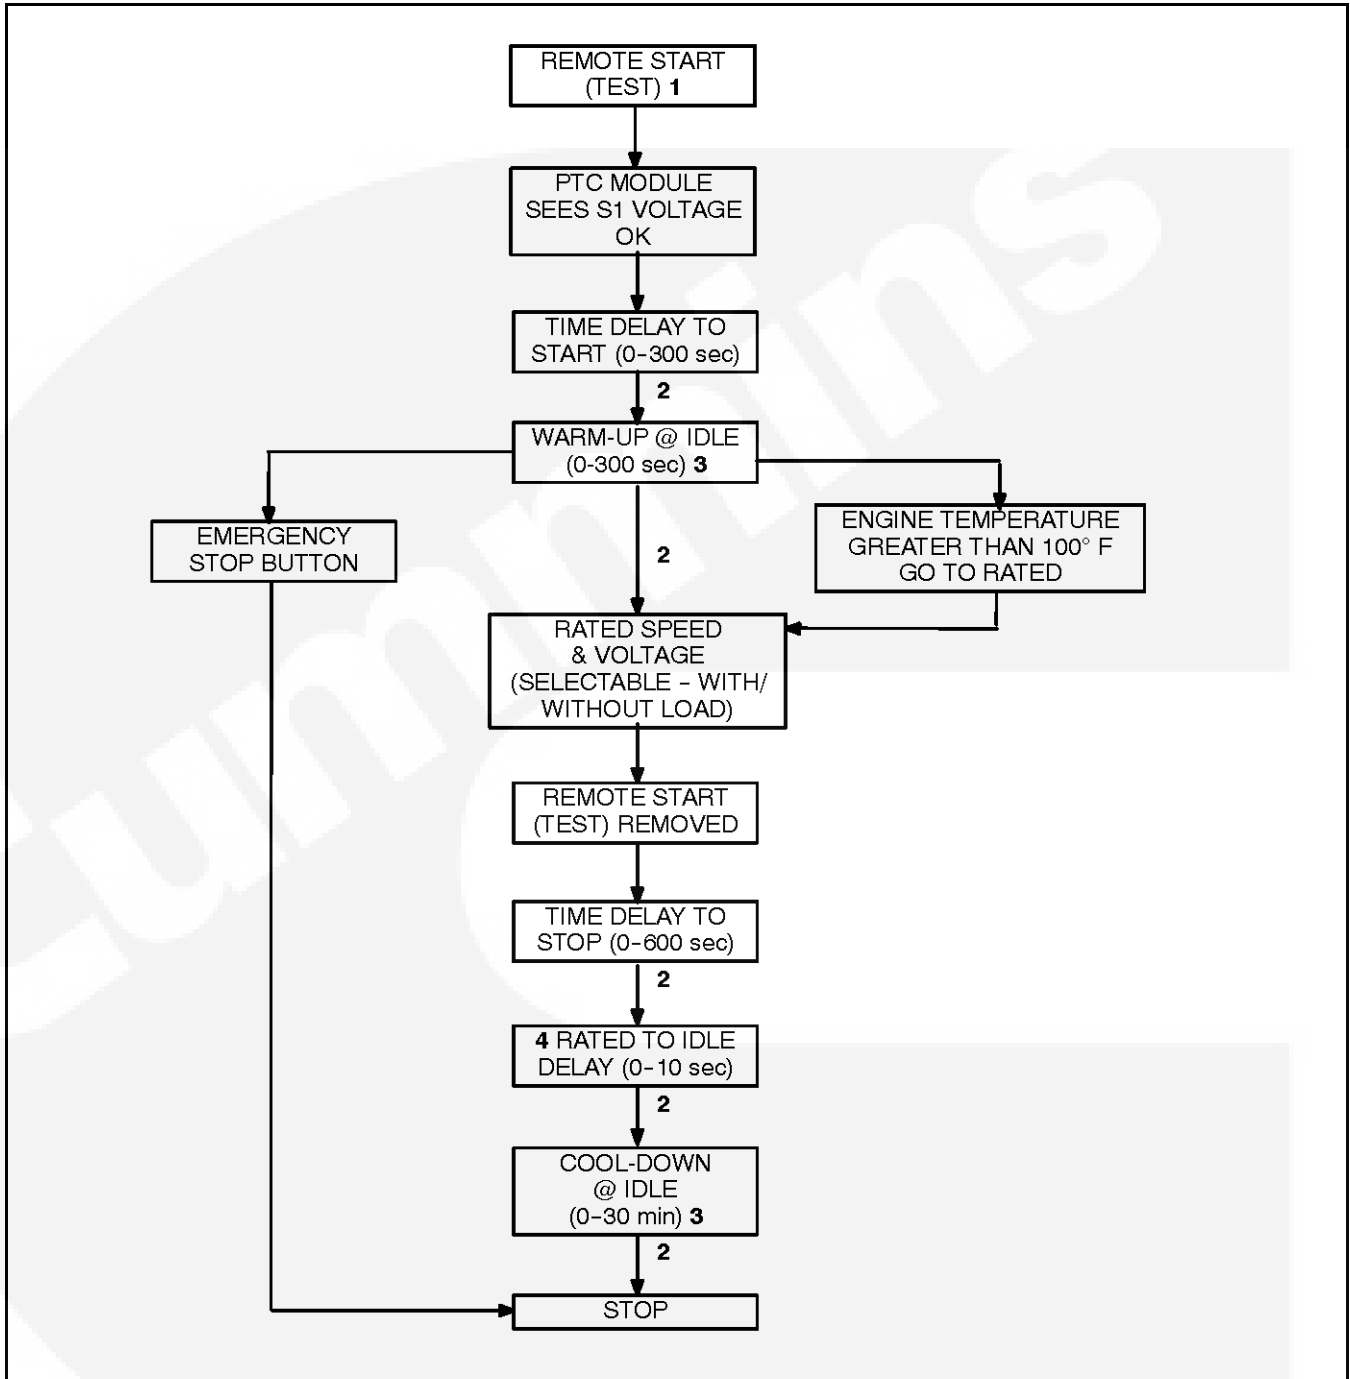 REMOTE START
(TEST) 1
PTC MODULE
SEES S1 VOLTAGE
OK
TIME DELAY TO
START (0-300 sec)
2
WARM-UP @ IDLE
(0-300 sec) 3
EMERGENCY
STOP BUTTON
2
ENGINE TEMPERATURE
GREATER THAN 100° F
GO TO RATED
RATED SPEED
& VOLTAGE
(SELECTABLE - WITH/
WITHOUT LOAD)
REMOTE START
(TEST) REMOVED
TIME DELAY TO
STOP (0-600 sec)
2
4 RATED TO IDLE
DELAY (0-10 sec)
2
COOL-DOWN
@ IDLE
(0-30 min) 3
2
STOP
Cummins